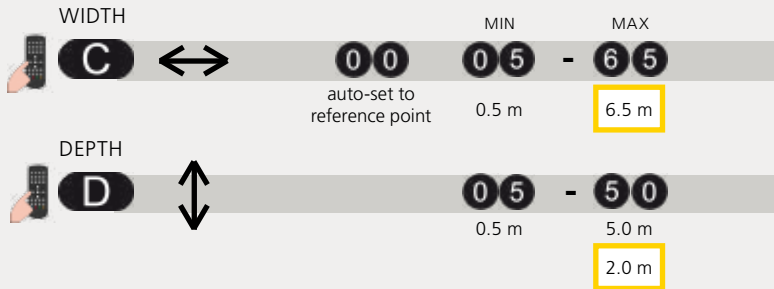 WIDTH
MIN MAX
C 00 05 - 65
auto-set to
reference point 0.5 m 6.5 m
DEPTH
D 05 - 50
0.5 m 5.0 m
2.0 m